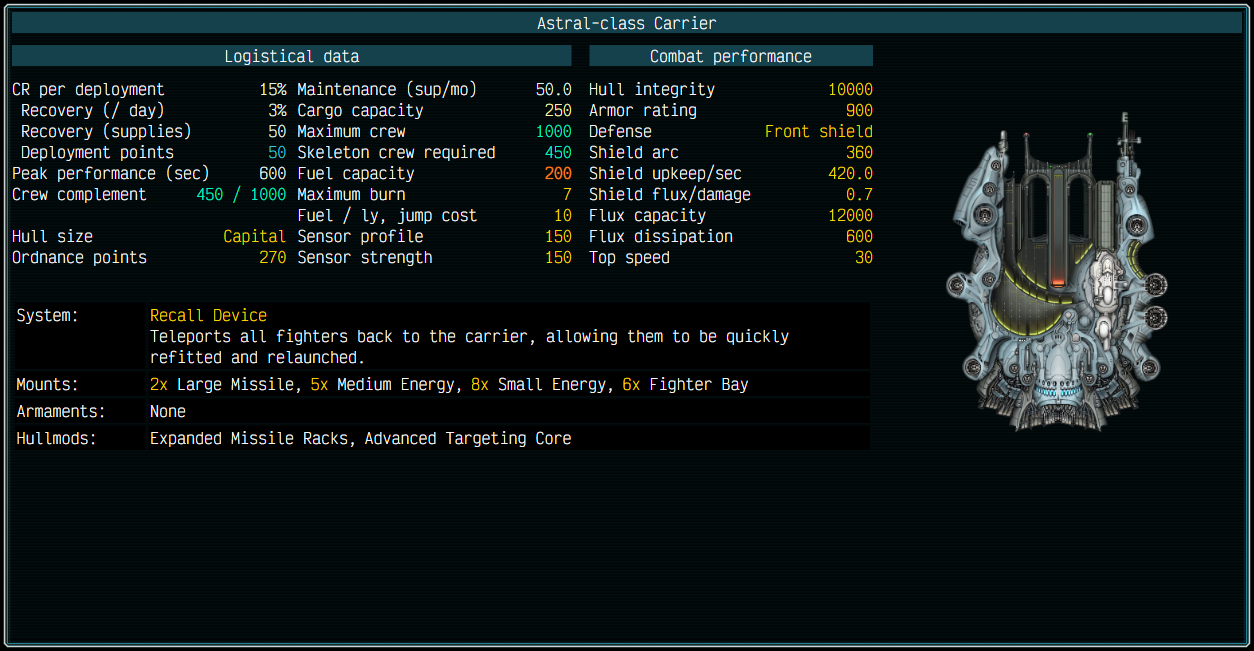 Astral-class Carrier
Logistical data Combat performance
CR per deployment 15% Maintenance (sup/mo) 50.0 Hull integrity 10000
Recovery (/ day) 3% Cargo capacity 250 Armor rating 900
Recovery (supplies) 50 Maximum crew 1000 Defense Front shield
Deployment points 50 Skeleton crew required 450 Shield arc 360
Peak performance (sec) 600 Fuel capacity 200 Shield upkeep/sec 420.0
Crew complement 450 / 1000 Maximum burn 7 Shield flux/damage 0.7
Fuel / ly, jump cost 10 Flux capacity 12000
Hull size Capital Sensor profile 150 Flux dissipation 600
Ordnance points 270 Sensor strength 150 Top speed 30
System: Recall Device
Teleports all fighters back to the carrier, allowing them to be quickly
refitted and relaunched.
Mounts: 2x Large Missile, 5x Medium Energy, 8x Small Energy, 6x Fighter Bay
Armaments: None
Hullmods: Expanded Missile Racks, Advanced Targeting Core